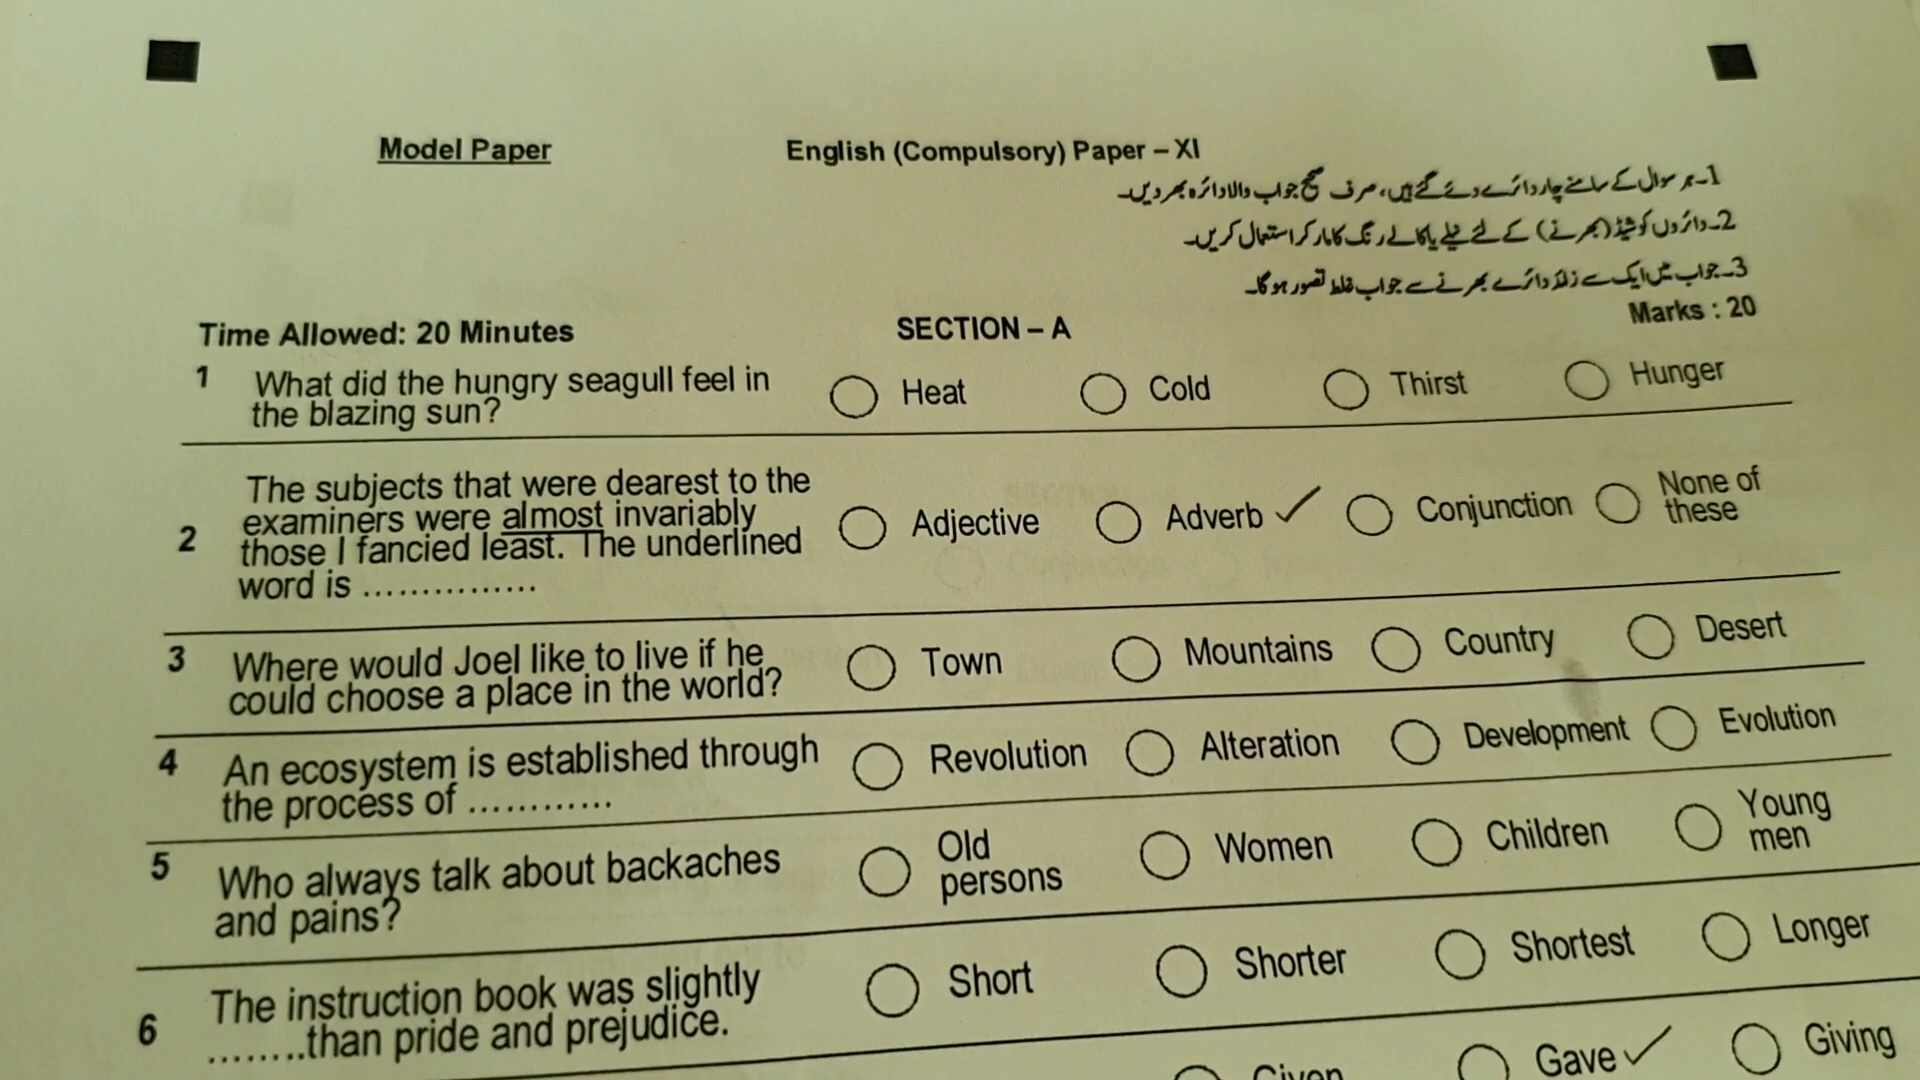 Model Paper English (Compulsory) Paper – XI
1۔ہر سوال کے سامنے چار دائرے دئے گئے ہیں، صرف صحیح جواب والا دائرہ بھر دیں۔
2۔دائروں کو شیڈ (بھرنے) کے لئے نیلے یا کالے رنگ کا مارکر استعمال کریں۔
3۔جواب میں ایک سے زائد دائرے بھرنے سے جواب غلط تصور ہو گا۔
Time Allowed: 20 Minutes SECTION – A Marks : 20
1 What did the hungry seagull feel in Heat Cold Thirst Hunger
the blazing sun?
The subjects that were dearest to the None of
2 examiners were almost invariably Adjective Adverb ✓ Conjunction these
those I fancied least. The underlined
word is ...............
3 Where would Joel like to live if he Town Mountains Country Desert
could choose a place in the world?
4 An ecosystem is established through Revolution Alteration Development Evolution
the process of ............
5 Who always talk about backaches Old Women Children Young
and pains? persons men
6 The instruction book was slightly Short Shorter Shortest Longer
........than pride and prejudice.
Given Gave ✓ Giving